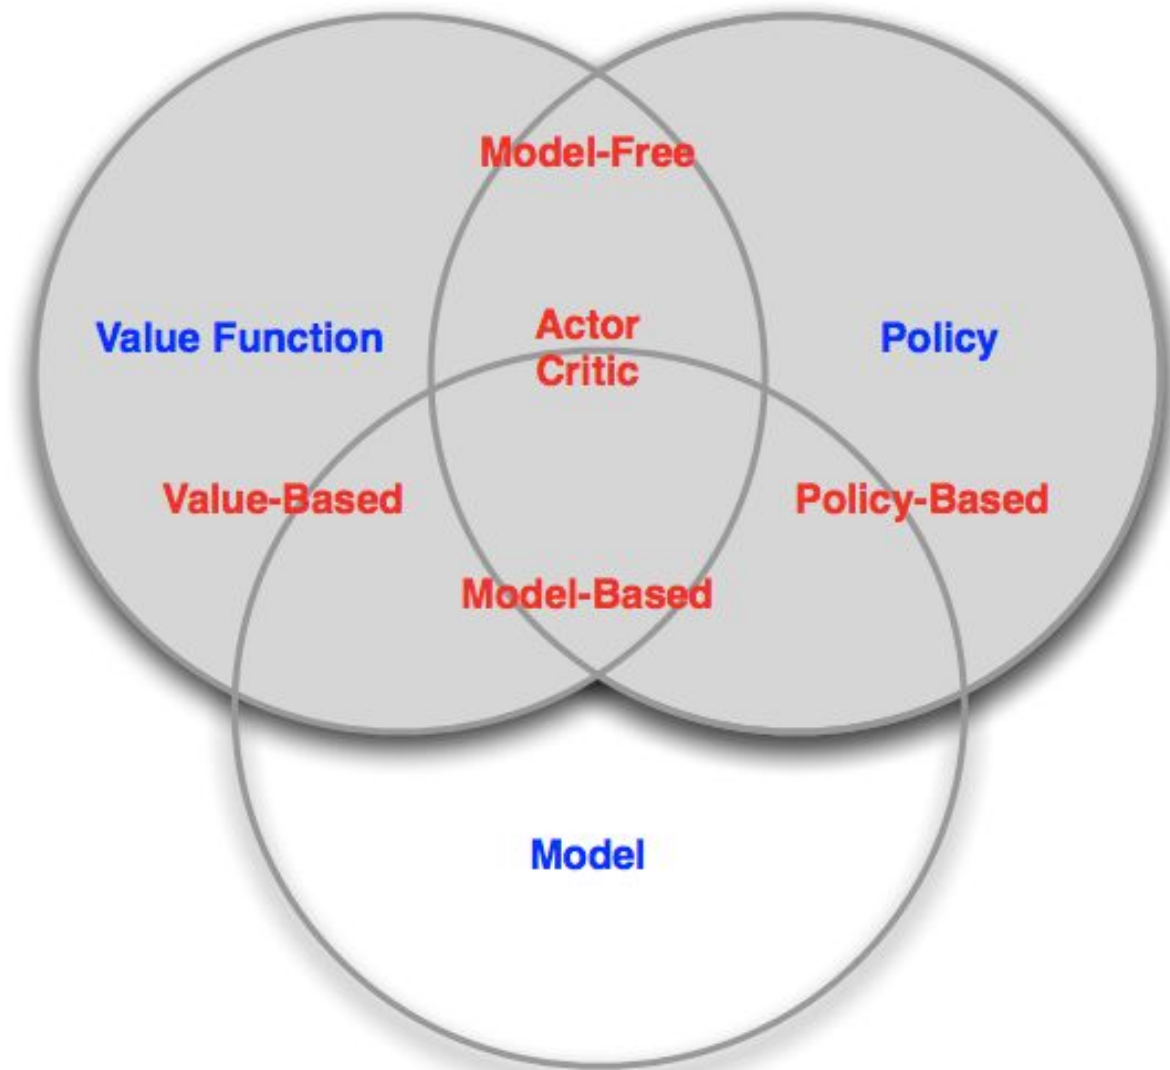 Model-Free
Value Function
Actor
Critic
Policy
Value-Based
Policy-Based
Model-Based
Model